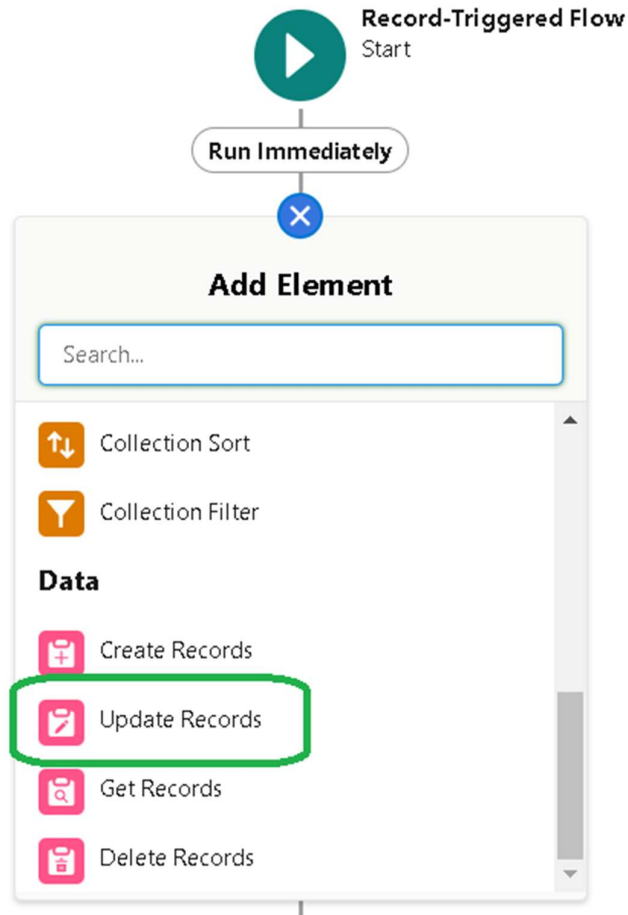 Record-Triggered Flow
Start
Run Immediately
Add Element
Search...
Collection Sort
Collection Filter
Data
Create Records
Update Records
Get Records
Delete Records